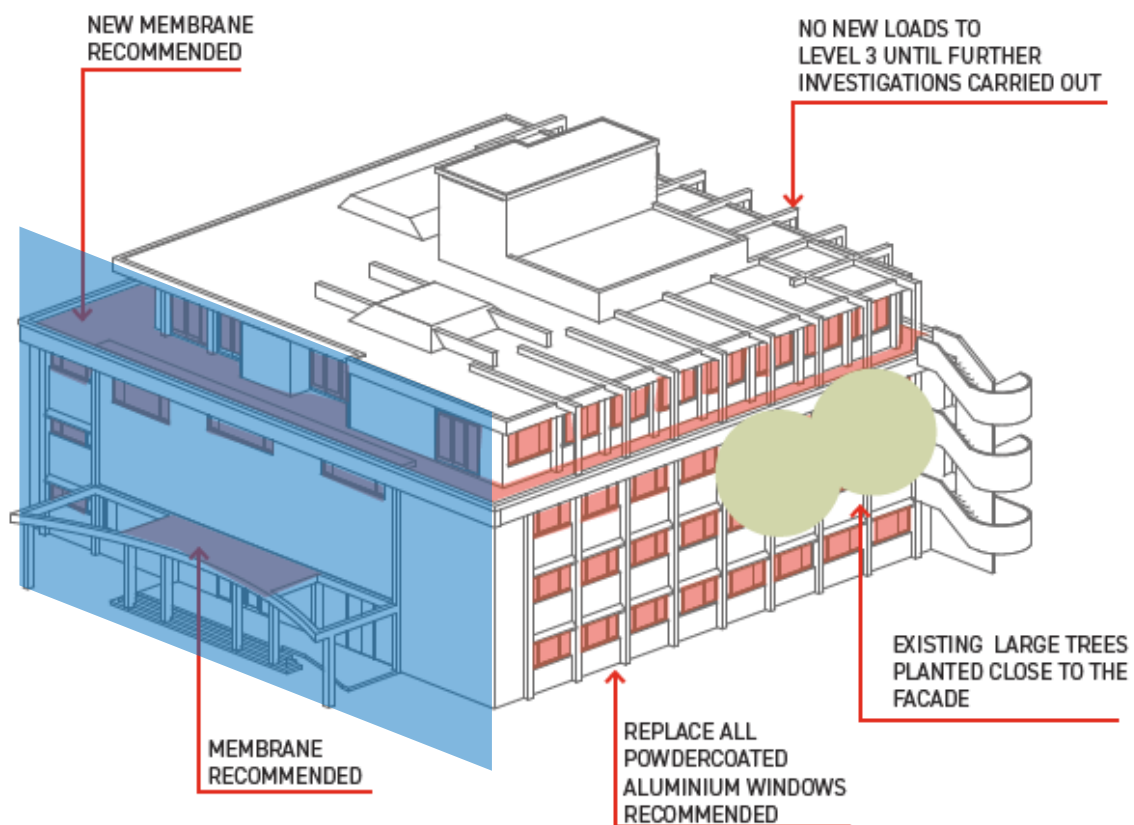 NEW MEMBRANE
RECOMMENDED
NO NEW LOADS TO
LEVEL 3 UNTIL FURTHER
INVESTIGATIONS CARRIED OUT
EXISTING LARGE TREES
PLANTED CLOSE TO THE
FACADE
REPLACE ALL
POWDERCOATED
ALUMINIUM WINDOWS
RECOMMENDED
MEMBRANE
RECOMMENDED